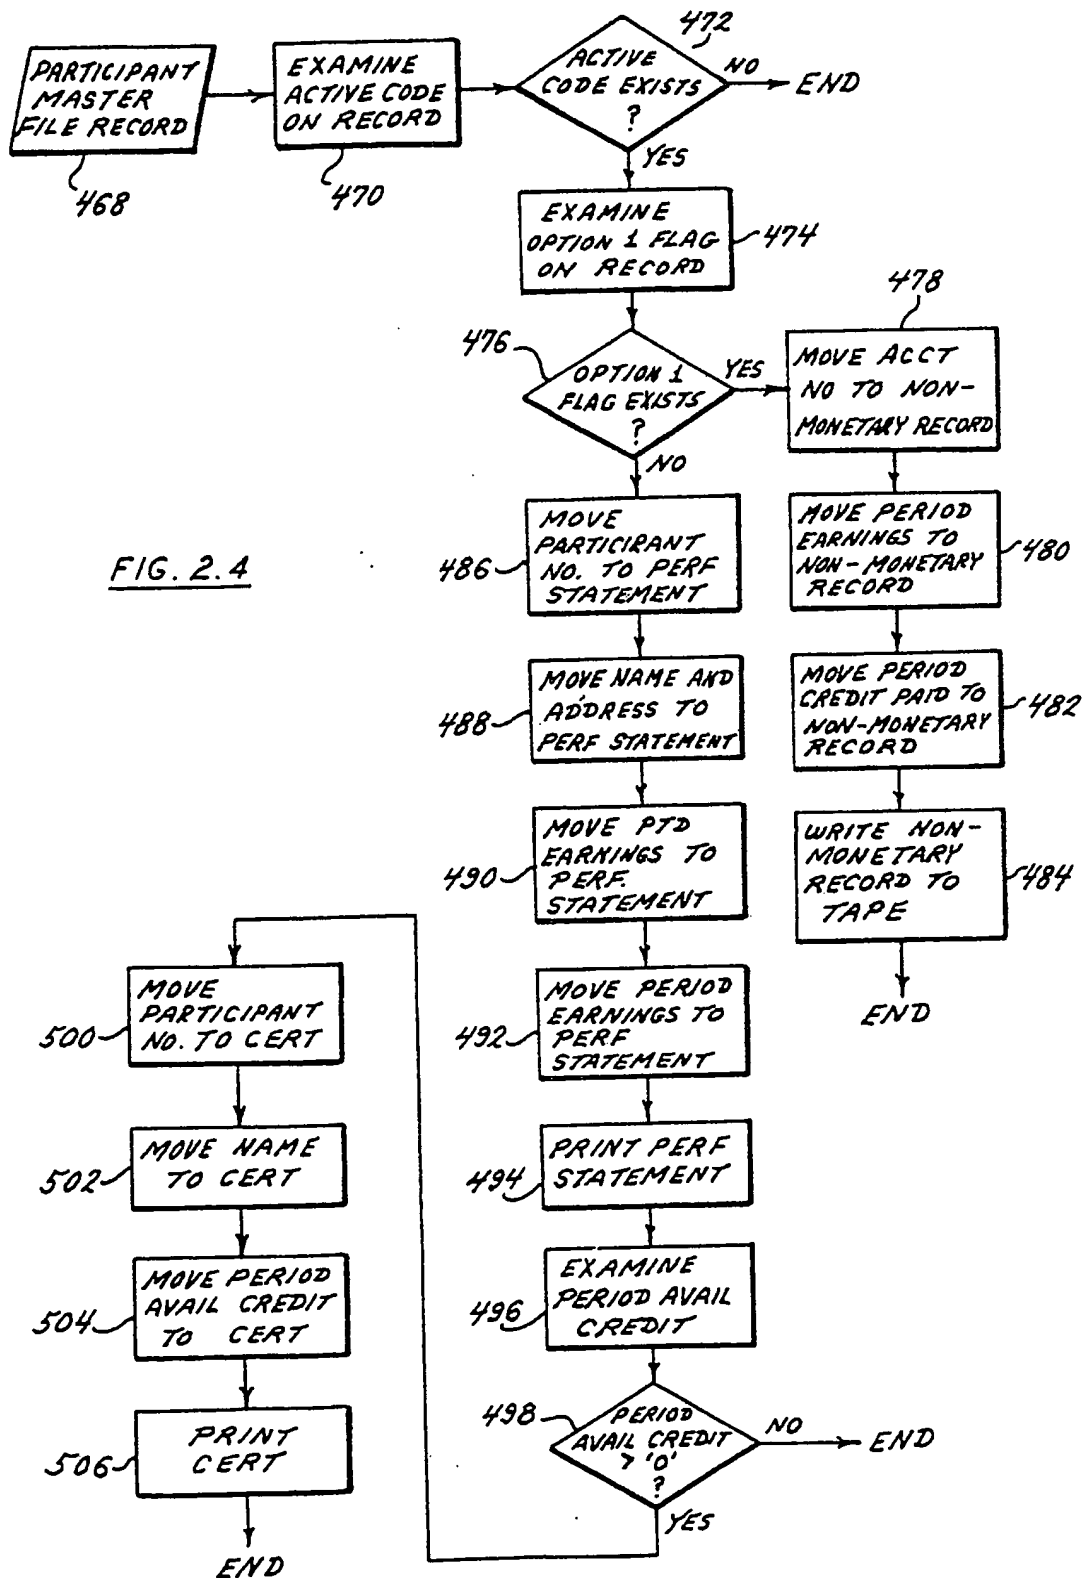 PARTICIPANT
MASTER
FILE RECORD
468
EXAMINE
ACTIVE CODE
ON RECORD
470
472
ACTIVE
CODE EXISTS
?
NO
END
YES
EXAMINE
OPTION 1 FLAG
ON RECORD
474
476
OPTION 1
FLAG EXISTS
?
YES
NO
478
MOVE ACCT
NO TO NON-
MONETARY RECORD
MOVE PERIOD
EARNINGS TO
NON-MONETARY
RECORD
480
MOVE PERIOD
CREDIT PAID TO
NON-MONETARY
RECORD
482
WRITE NON-
MONETARY
RECORD TO
TAPE
484
END
FIG. 2.4
486
MOVE
PARTICIPANT
NO. TO PERF
STATEMENT
488
MOVE NAME AND
ADDRESS TO
PERF STATEMENT
490
MOVE PTD
EARNINGS TO
PERF.
STATEMENT
492
MOVE PERIOD
EARNINGS TO
PERF
STATEMENT
494
PRINT PERF
STATEMENT
496
EXAMINE
PERIOD AVAIL
CREDIT
498
PERIOD
AVAIL CREDIT
> '0'
?
NO
END
YES
500
MOVE
PARTICIPANT
NO. TO CERT
502
MOVE NAME
TO CERT
504
MOVE PERIOD
AVAIL CREDIT
TO CERT
506
PRINT
CERT
END